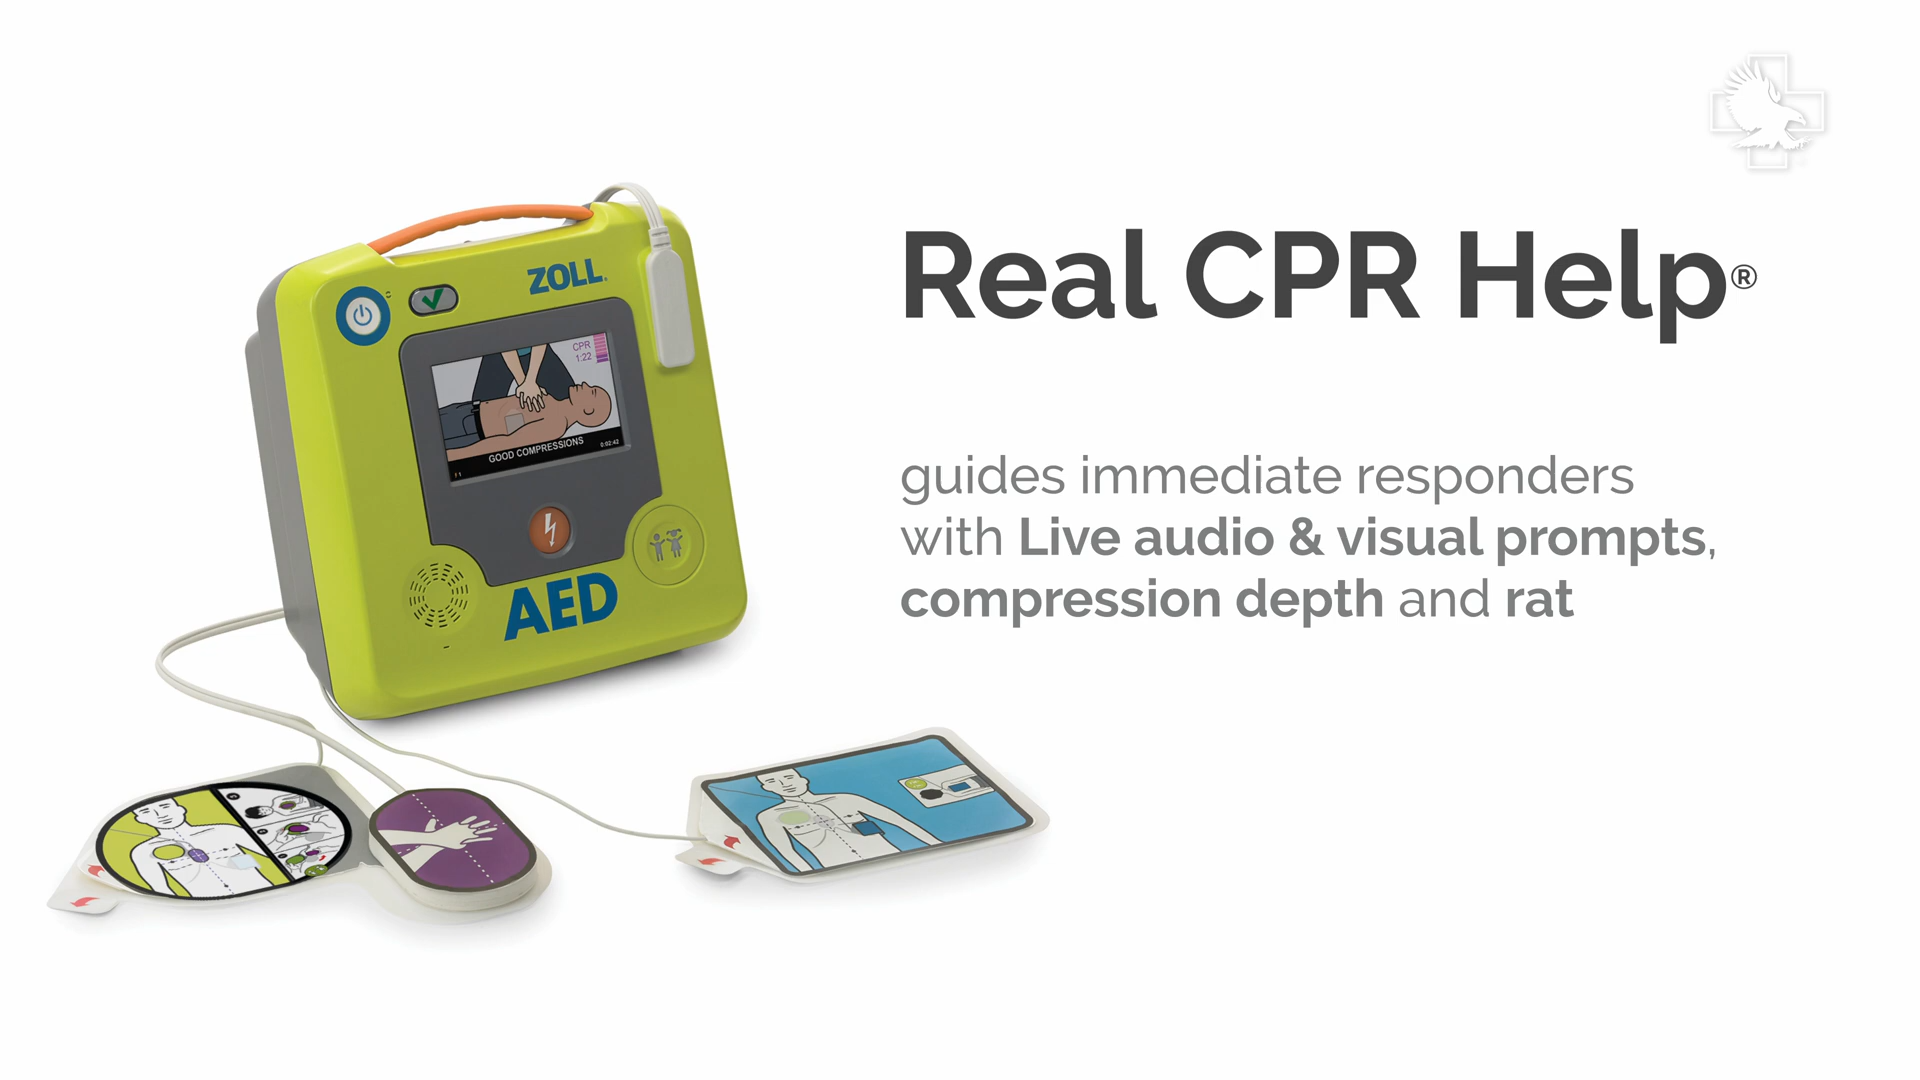 Real CPR Help®
guides immediate responders
with Live audio & visual prompts,
compression depth and rat
ZOLL
CPR
1:22
GOOD COMPRESSIONS
0:02:42
AED